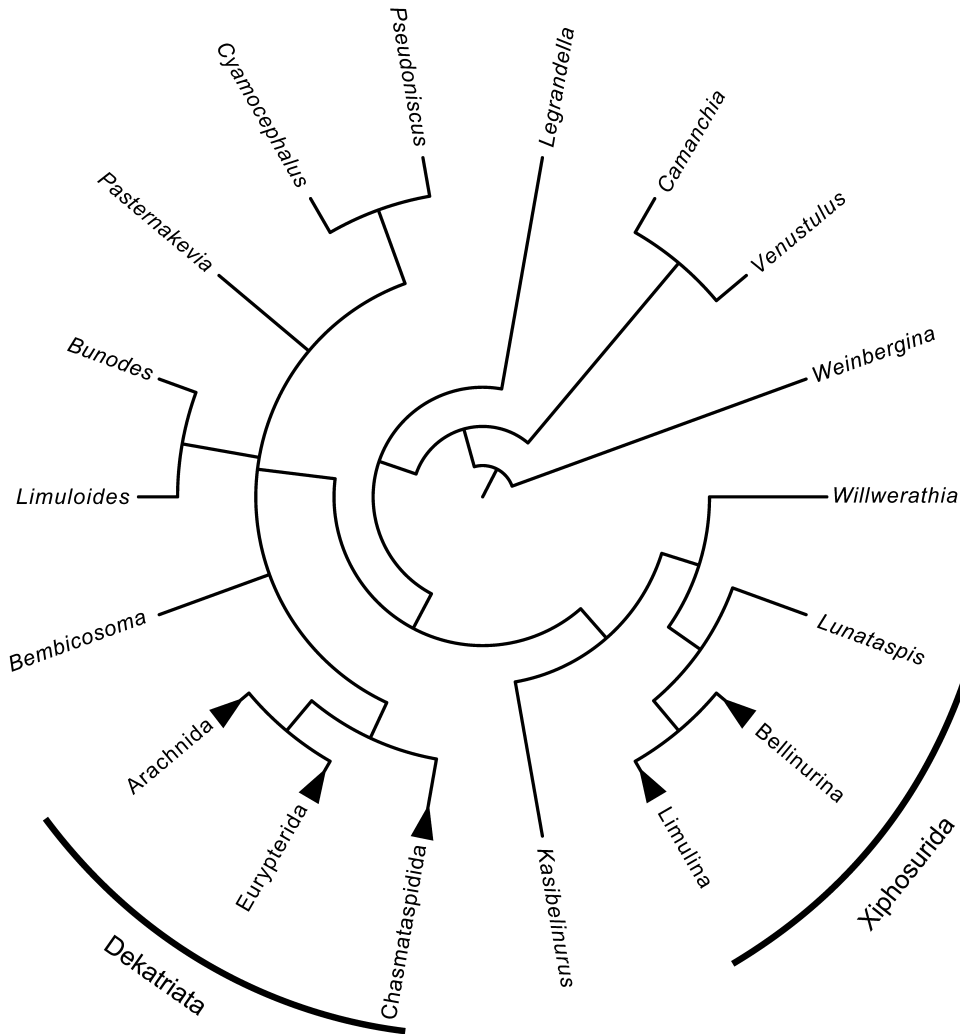 Pseudoniscus
Cyamocephalus
Legrandella
Camanchia
Pasternakevia
Venustulus
Bunodes
Weinbergina
Limuloides
Willwerathia
Bembicosoma
Lunataspis
Arachnida
Bellinurina
Eurypterida
Limulina
Chasmataspidida
Kasibelinurus
Xiphosurida
Dekatriata